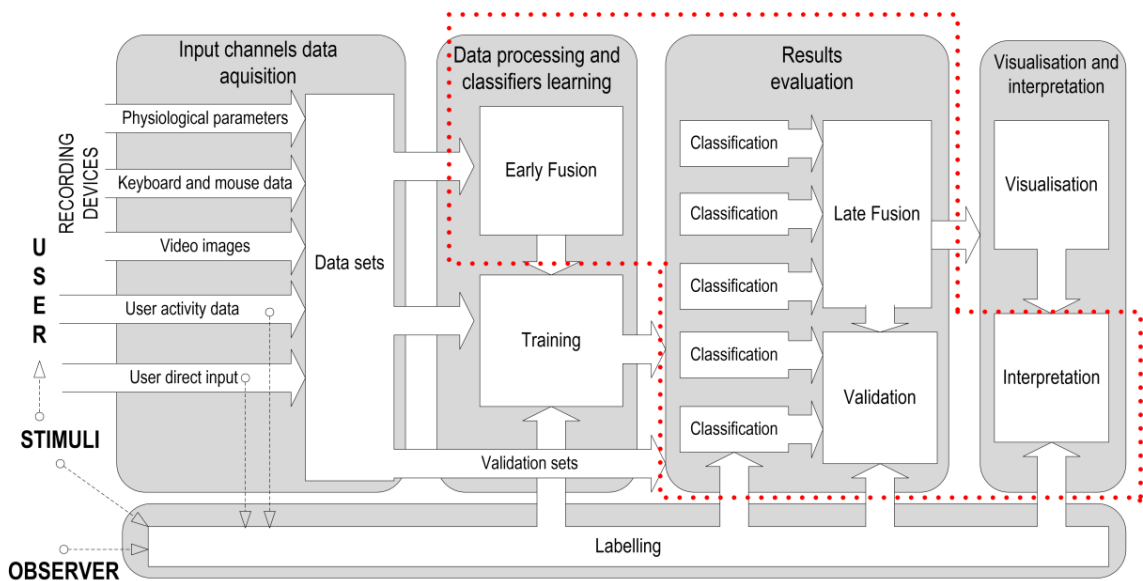 Input channels data
aquisition
Data processing and
classifiers learning
Results
evaluation
Visualisation and
interpretation
RECORDING
DEVICES
USER
Physiological parameters
Keyboard and mouse data
Video images
User activity data
User direct input
Data sets
Early Fusion
Training
Validation sets
Classification
Classification
Classification
Classification
Classification
Late Fusion
Validation
Visualisation
Interpretation
STIMULI
OBSERVER
Labelling